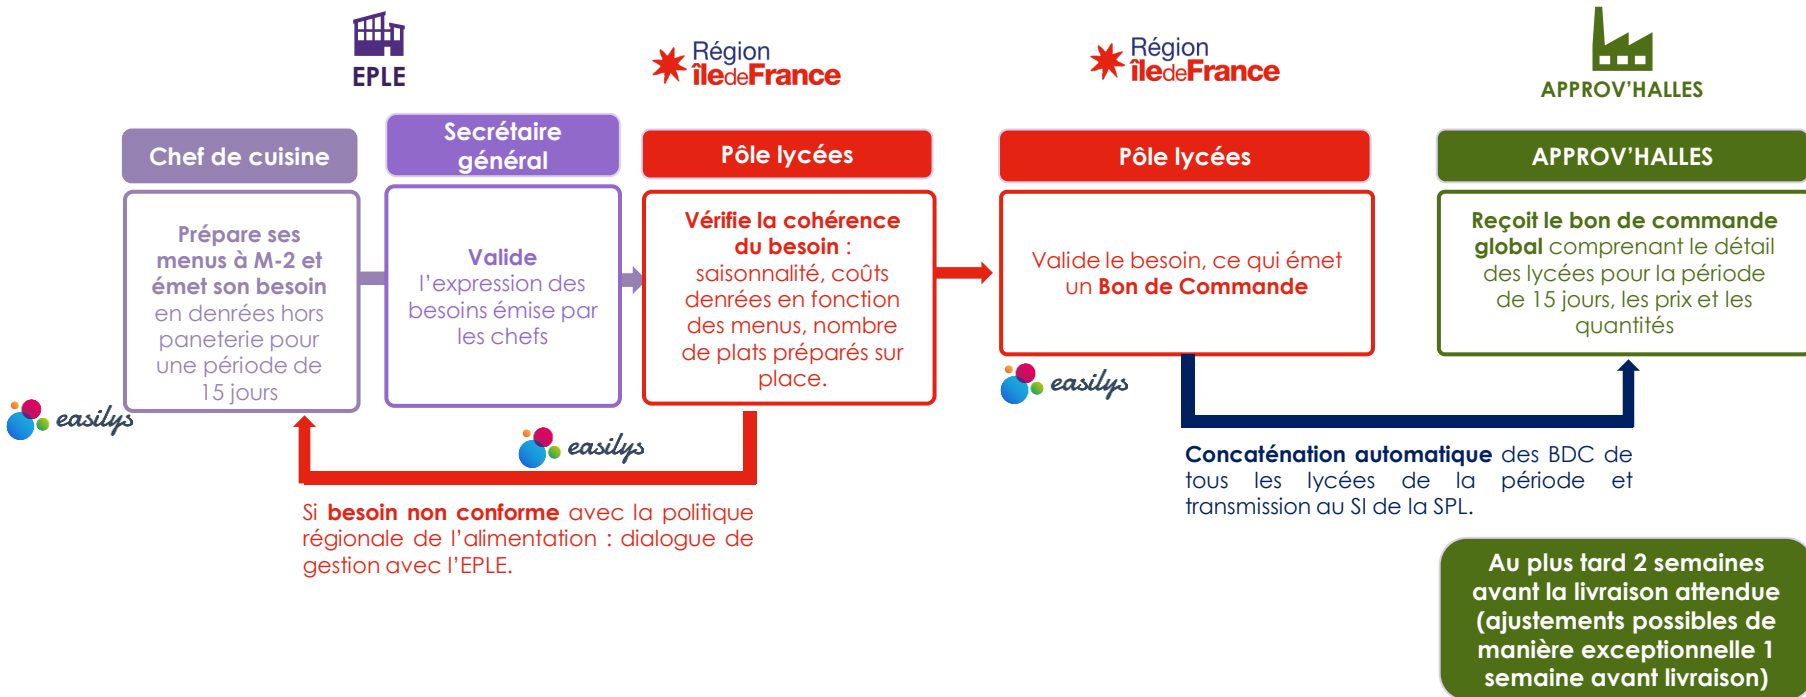 EPLE
Région
îledeFrance
Région
îledeFrance
APPROV'HALLES
Chef de cuisine
Prépare ses
menus à M-2 et
émet son besoin
en denrées hors
paneterie pour
une période de
15 jours
easilys
Secrétaire
général
Valide
l'expression des
besoins émise par
les chefs
Pôle lycées
Vérifie la cohérence
du besoin :
saisonnalité, coûts
denrées en fonction
des menus, nombre
de plats préparés sur
place.
easilys
Si besoin non conforme avec la politique
régionale de l'alimentation : dialogue de
gestion avec l'EPLE.
Pôle lycées
Valide le besoin, ce qui émet
un Bon de Commande
easilys
Concaténation automatique des BDC de
tous les lycées de la période et
transmission au SI de la SPL.
APPROV'HALLES
Reçoit le bon de commande
global comprenant le détail
des lycées pour la période
de 15 jours, les prix et les
quantités
Au plus tard 2 semaines
avant la livraison attendue
(ajustements possibles de
manière exceptionnelle 1
semaine avant livraison)